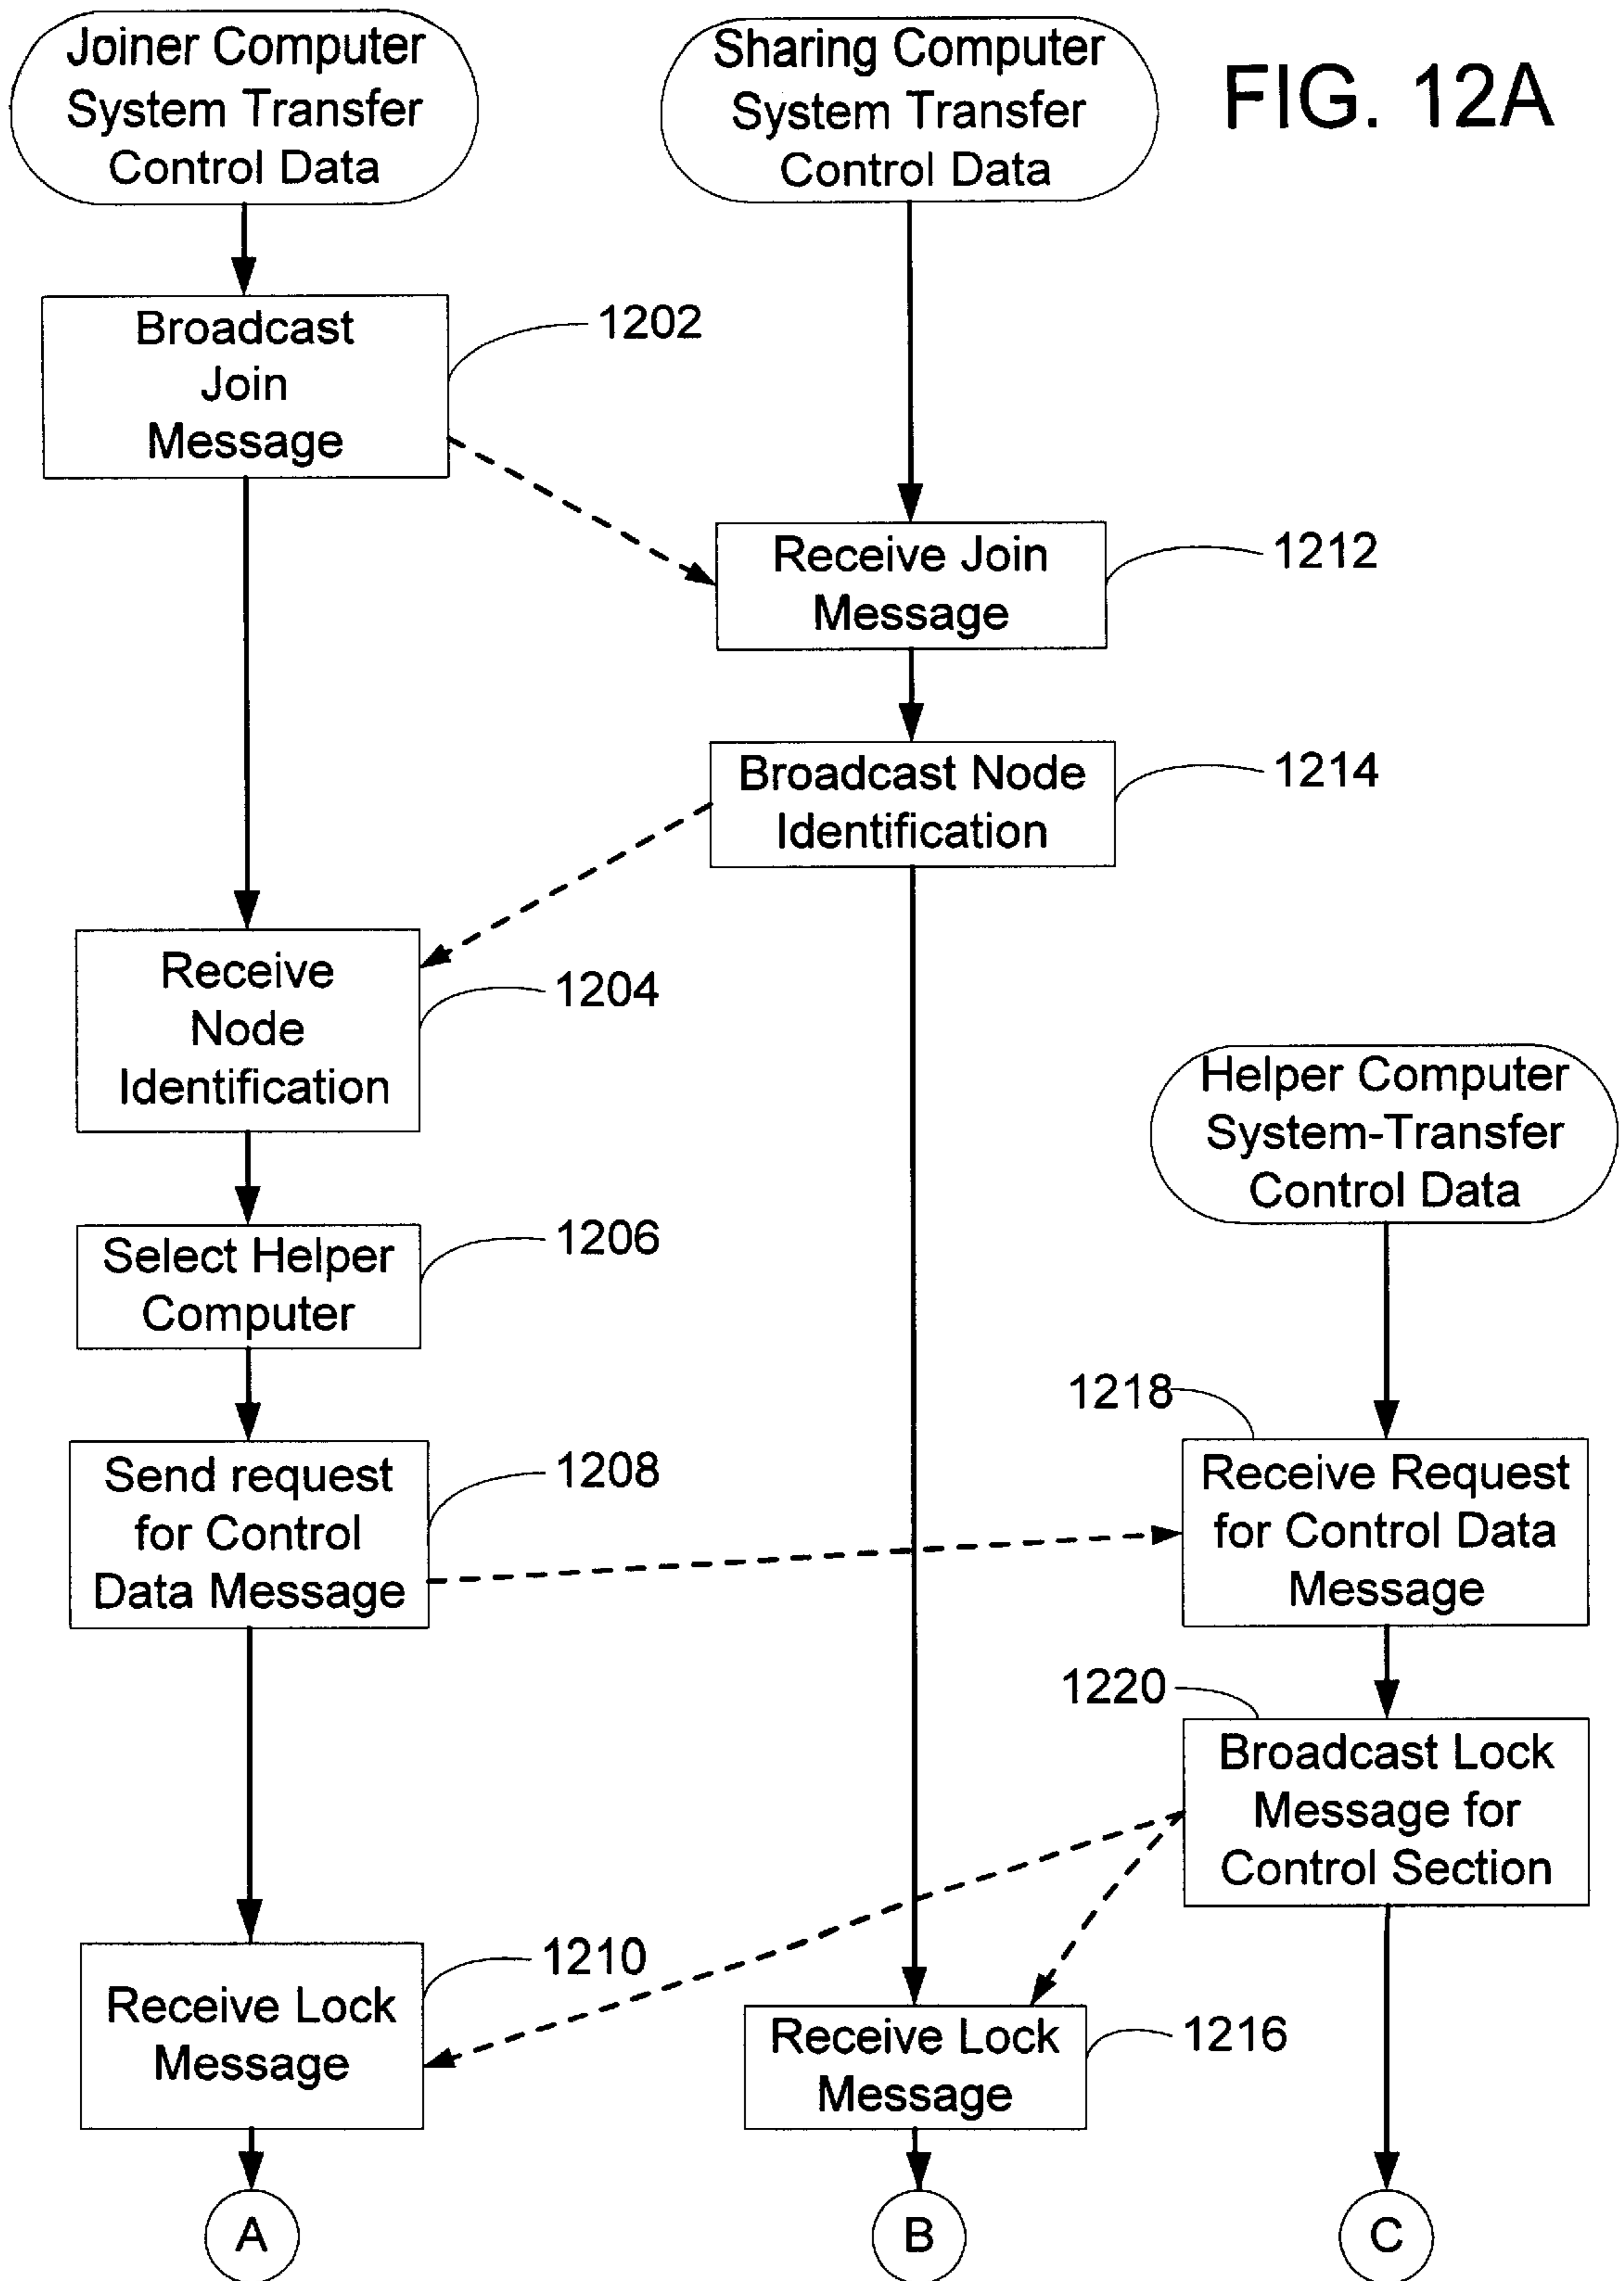 Joiner Computer
System Transfer
Control Data
Sharing Computer
System Transfer
Control Data
FIG. 12A
Broadcast
Join
Message
1202
Receive Join
Message
1212
Broadcast Node
Identification
1214
Receive
Node
Identification
1204
Helper Computer
System-Transfer
Control Data
Select Helper
Computer
1206
1218
Send request
for Control
Data Message
1208
Receive Request
for Control Data
Message
1220
Broadcast Lock
Message for
Control Section
Receive Lock
Message
1210
Receive Lock
Message
1216
A
B
C